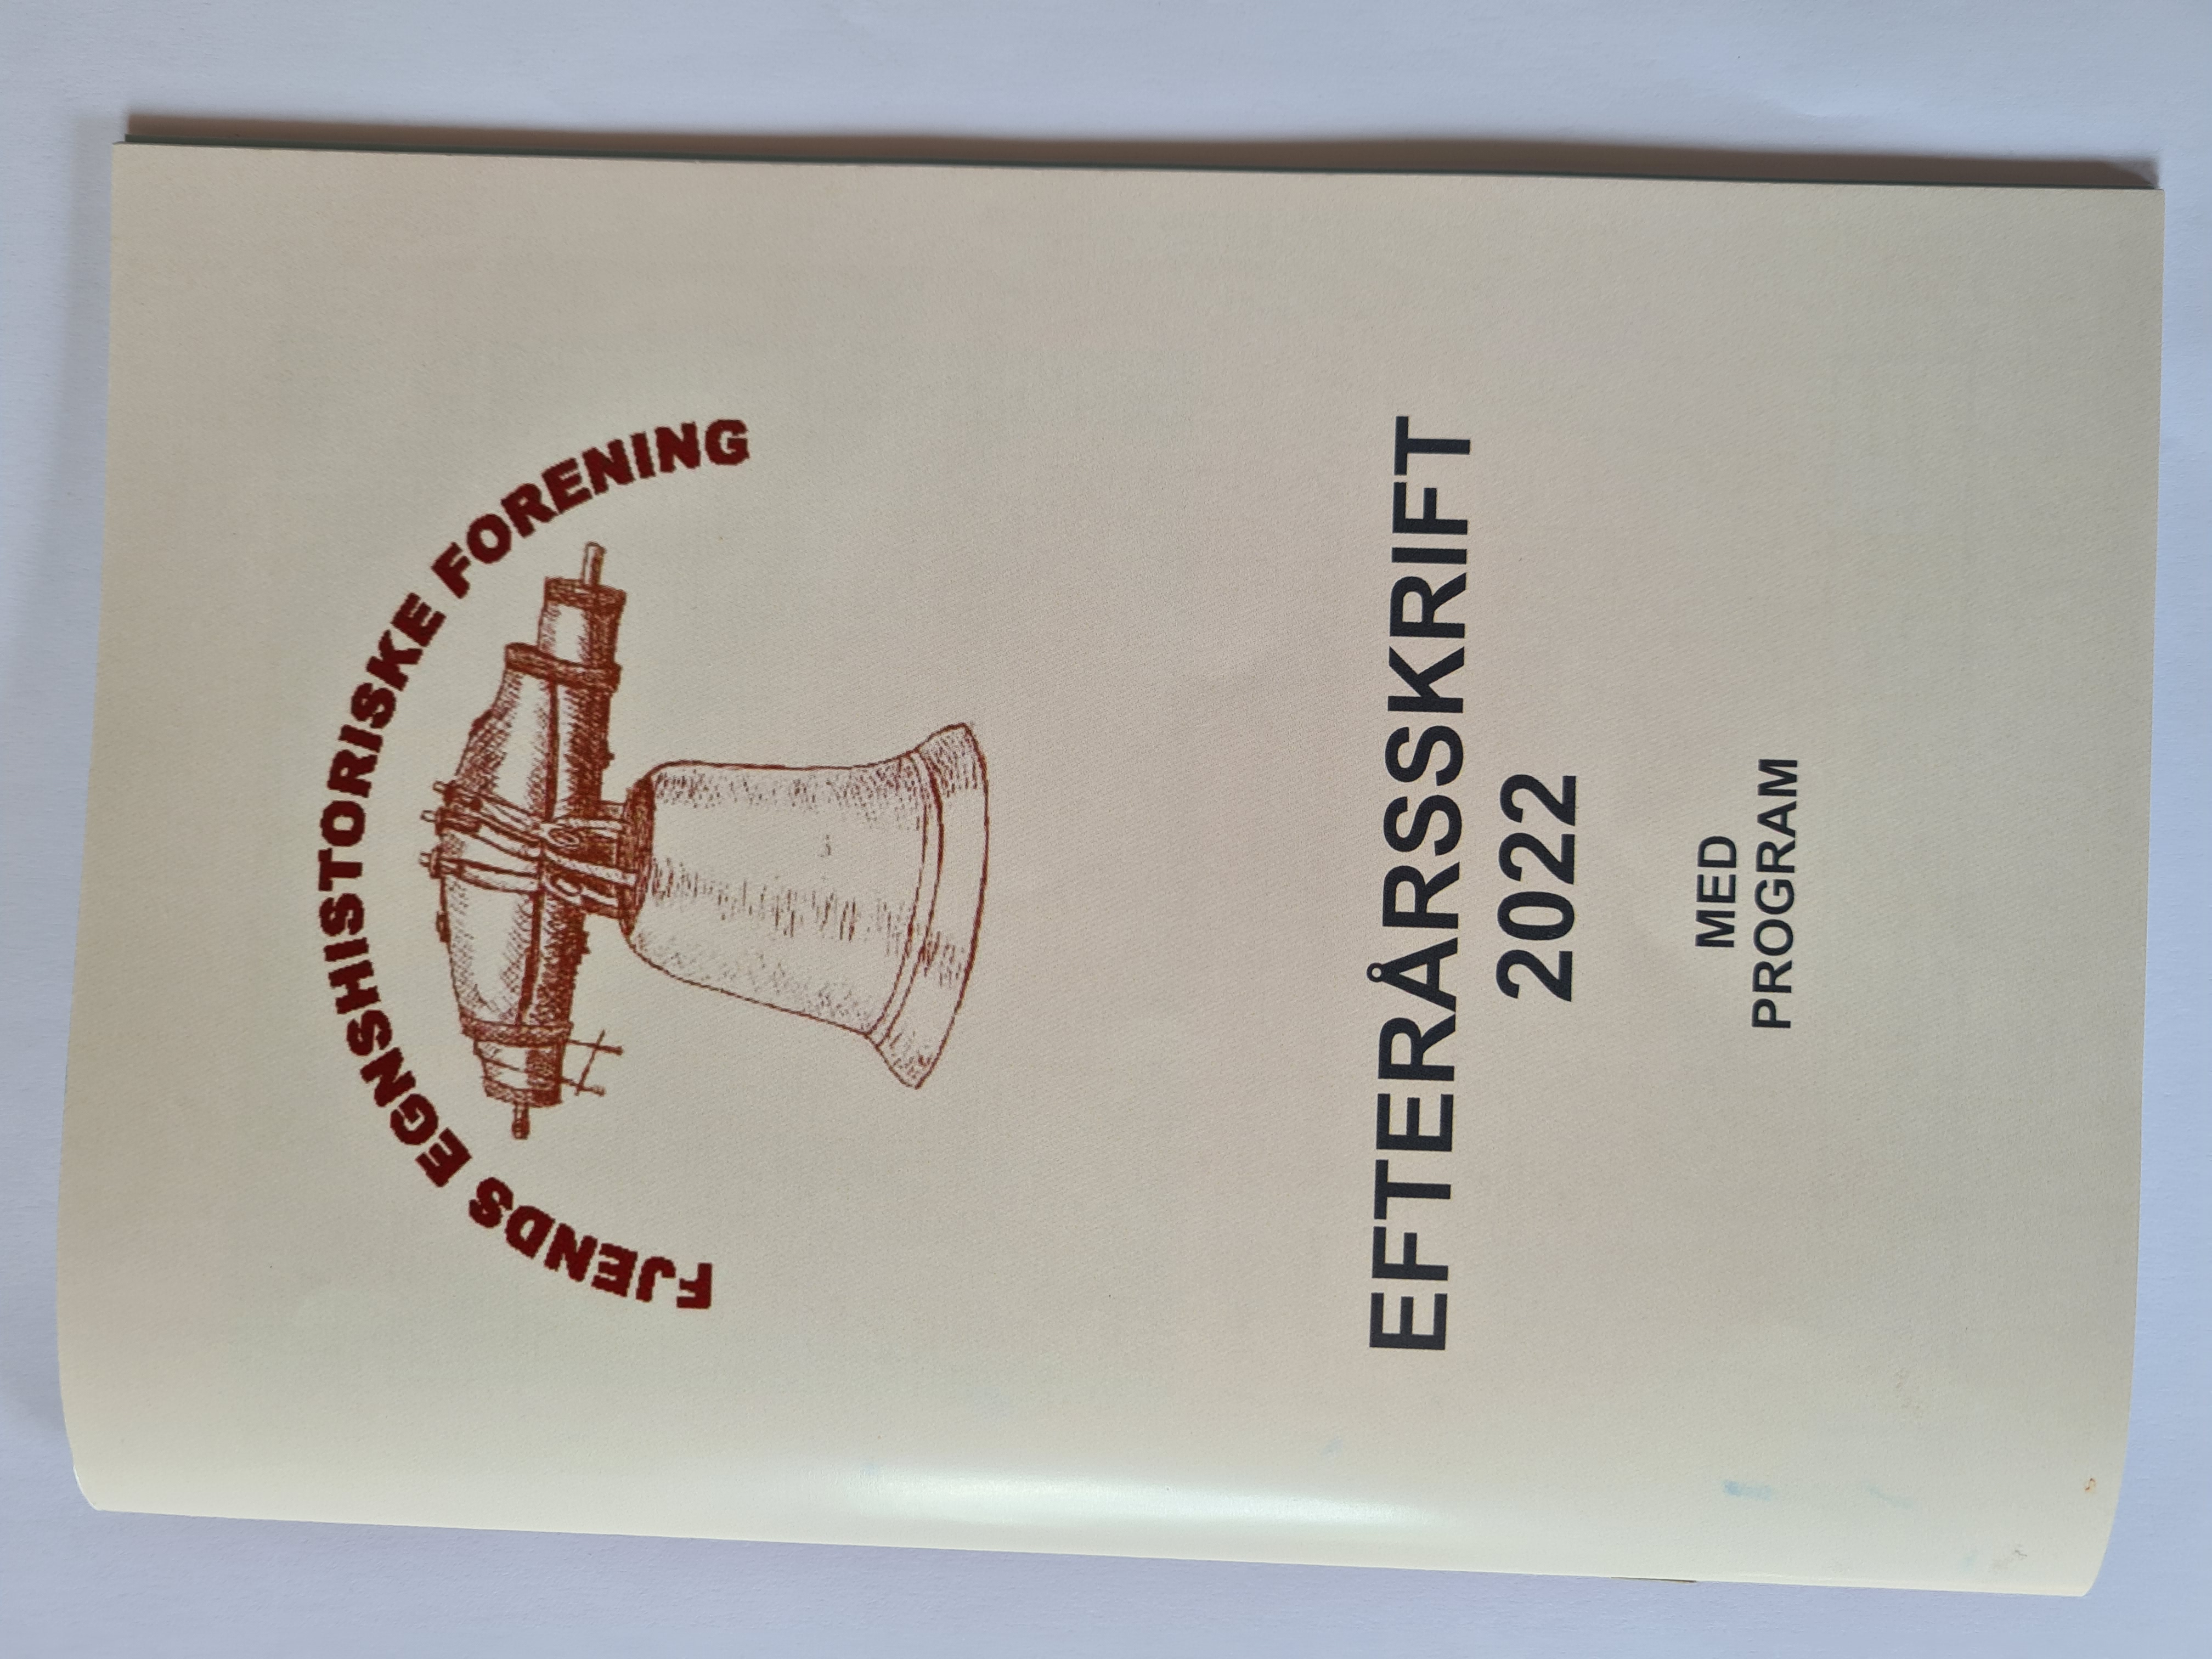 FJENDS EGNSHISTORISKE FORENING
EFTERÅRSSKRIFT
2022
MED
PROGRAM